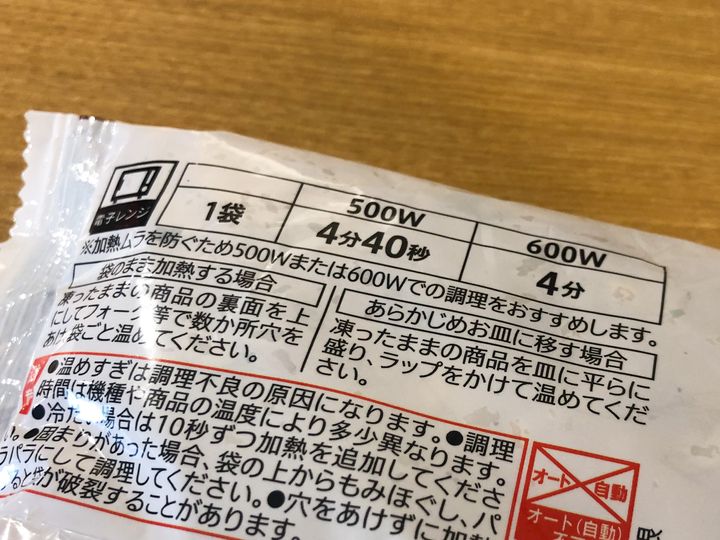 電子レンジ
500W 600W
1袋 4分40秒 4分
※加熱ムラを防ぐため500Wまたは600Wでの調理をおすすめします。
袋のまま加熱する場合
凍ったままの商品の裏面を上
にしてフォーク等で数か所穴を
あけ袋ごと温めてください。
あらかじめお皿に移す場合
凍ったままの商品を皿に平らに
盛り、ラップをかけて温めてくだ
さい。
●温めすぎは調理不良の原因になります。●調理
時間は機種や商品の温度により多少異なります。
●冷たい場合は10秒ずつ加熱を追加してくださ
い。●固まりがあった場合、袋の上からもみほぐし、パ
ラパラにして調理してください。●穴をあけずに加熱
すると袋が破裂することがあります。
オート 自動
オート(自動)